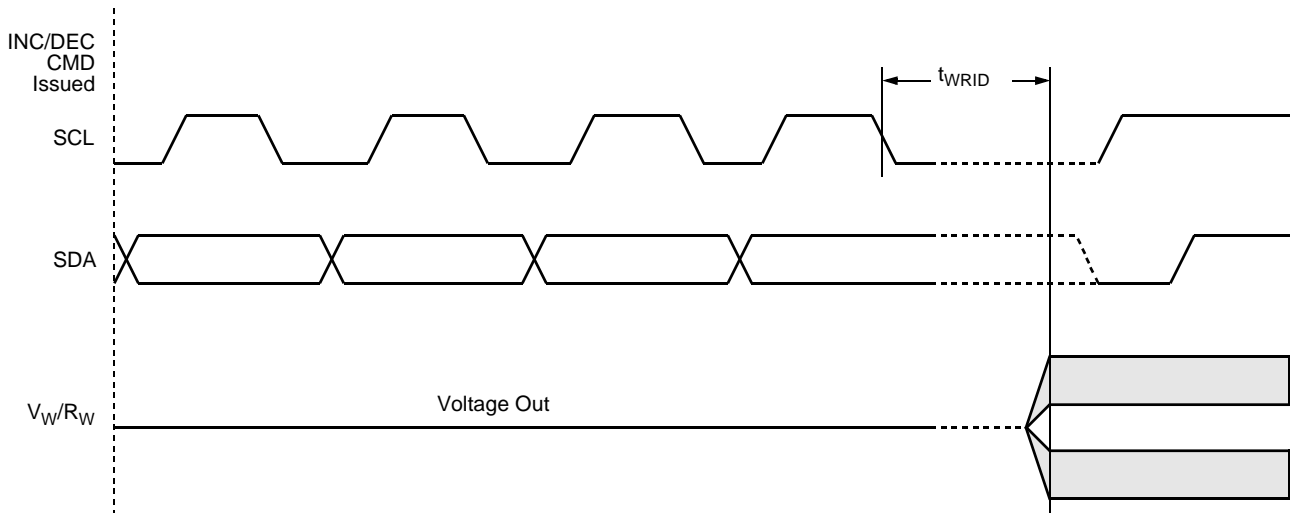 INC/DEC
CMD
Issued
tWRID
SCL
SDA
Voltage Out
VW/RW